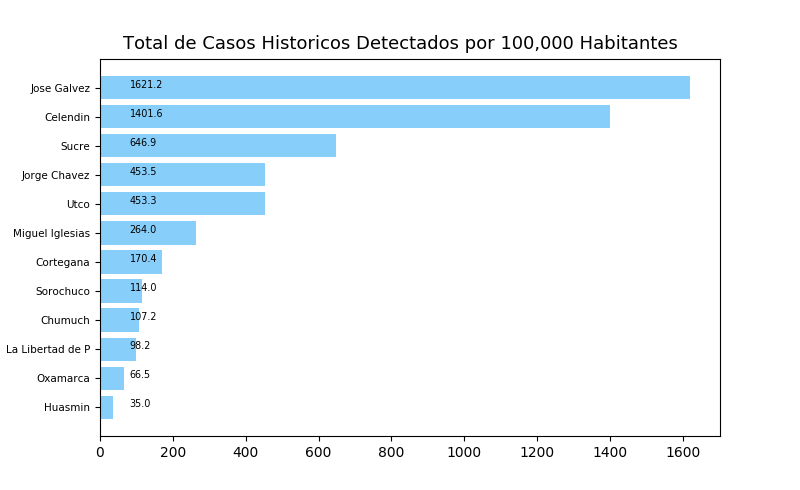 Total de Casos Historicos Detectados por 100,000 Habitantes
Jose Galvez 1621.2
Celendin 1401.6
Sucre 646.9
Jorge Chavez 453.5
Utco 453.3
Miguel Iglesias 264.0
Cortegana 170.4
Sorochuco 114.0
Chumuch 107.2
La Libertad de P 98.2
Oxamarca 66.5
Huasmin 35.0
0 200 400 600 800 1000 1200 1400 1600